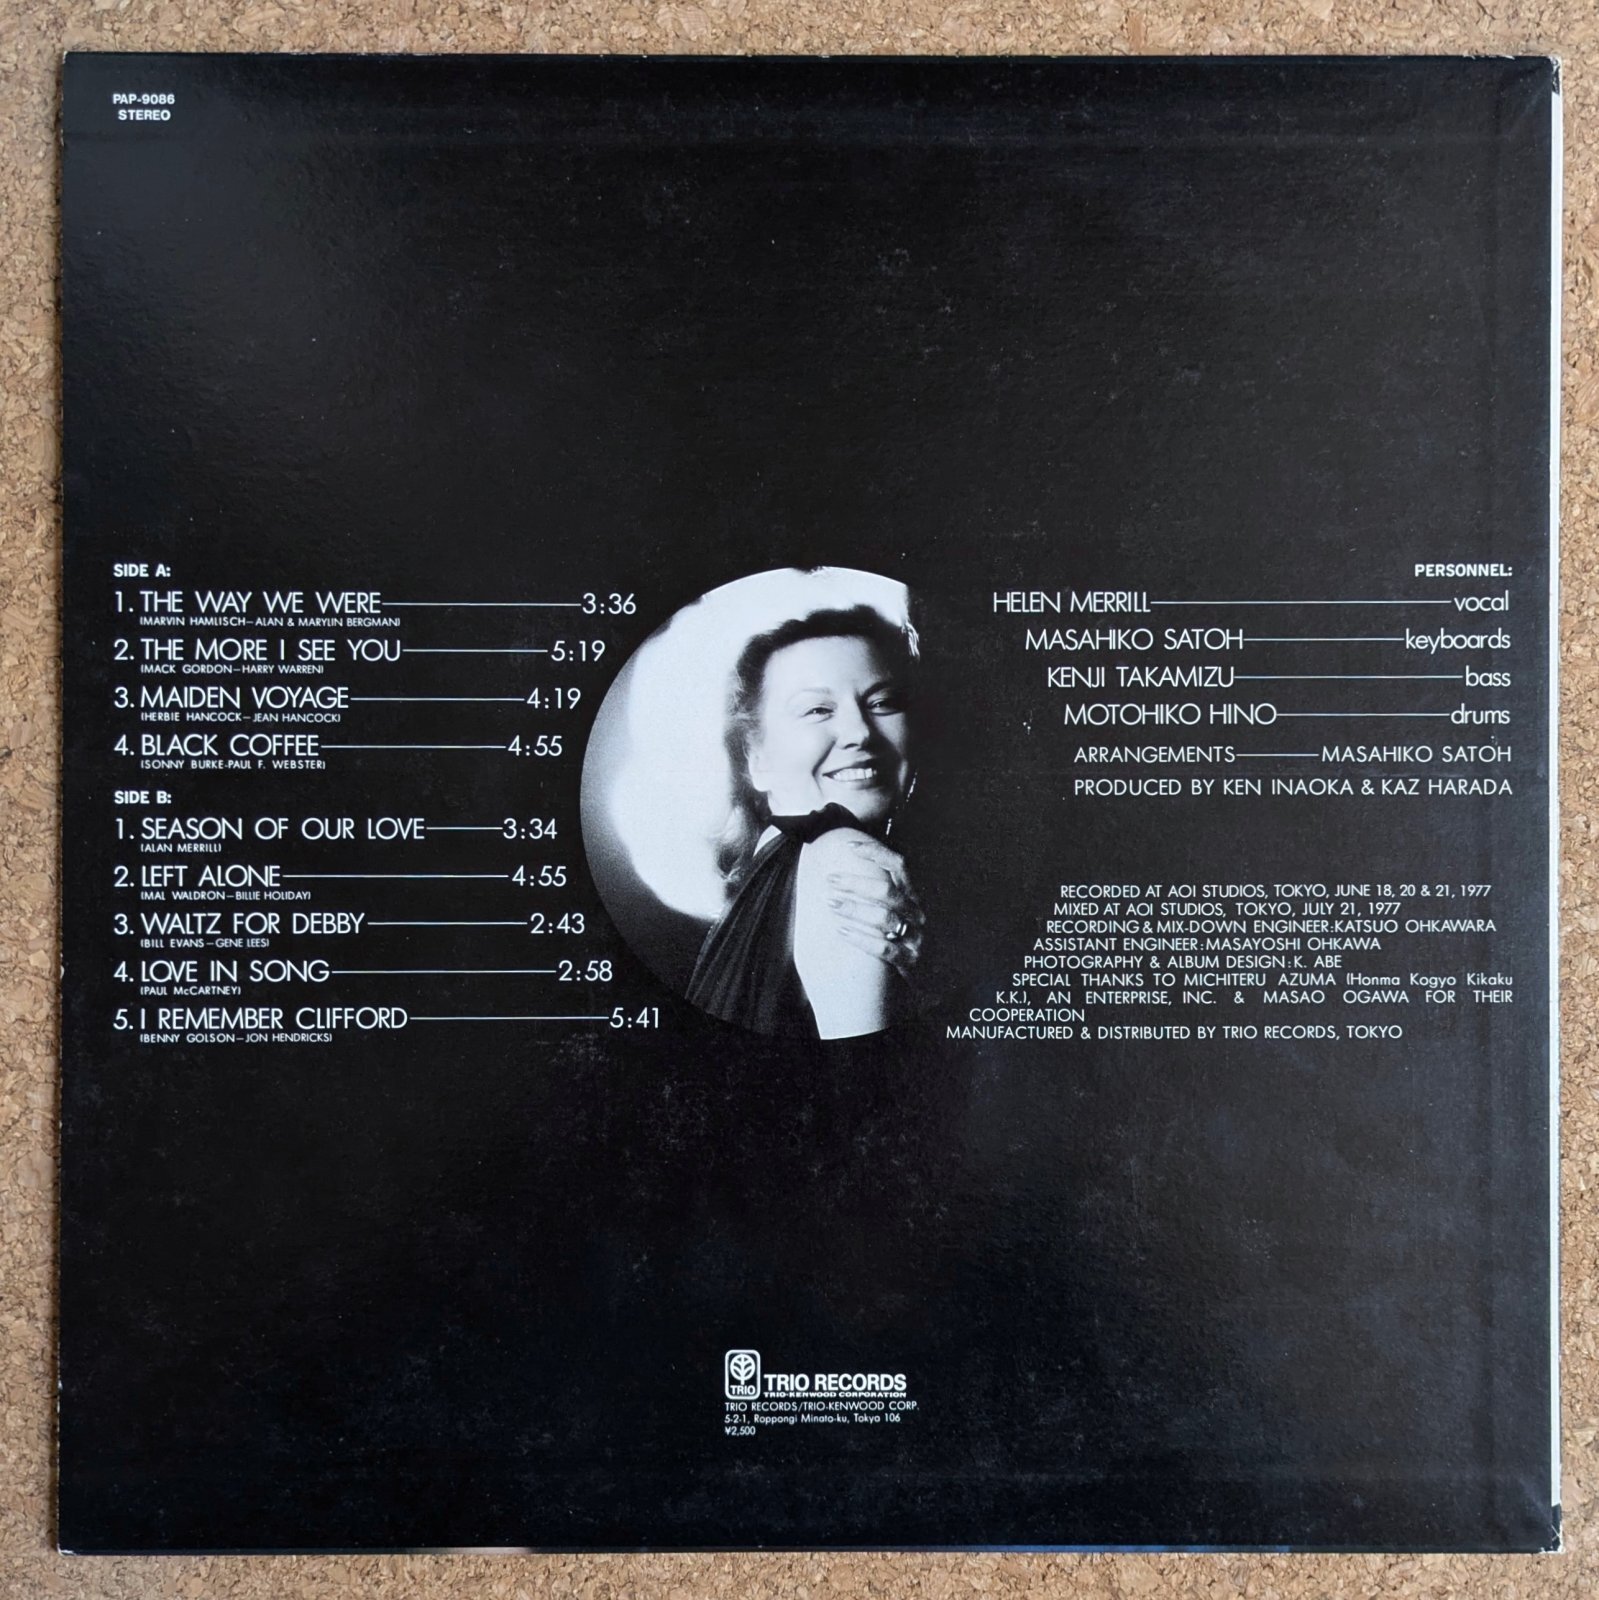 PAP-9086
STEREO
SIDE A:
1. THE WAY WE WERE 3:36
(MARVIN HAMLISCH—ALAN & MARYLIN BERGMAN)
2. THE MORE I SEE YOU 5:19
(MACK GORDON—HARRY WARREN)
3. MAIDEN VOYAGE 4:19
(HERBIE HANCOCK—JEAN HANCOCK)
4. BLACK COFFEE 4:55
(SONNY BURKE-PAUL F. WEBSTER)
SIDE B:
1. SEASON OF OUR LOVE 3:34
(ALAN MERRILL)
2. LEFT ALONE 4:55
(MAL WALDRON—BILLIE HOLIDAY)
3. WALTZ FOR DEBBY 2:43
(BILL EVANS—GENE LEES)
4. LOVE IN SONG 2:58
(PAUL McCARTNEY)
5. I REMEMBER CLIFFORD 5:41
(BENNY GOLSON—JON HENDRICKS)
PERSONNEL:
HELEN MERRILL vocal
MASAHIKO SATOH keyboards
KENJI TAKAMIZU bass
MOTOHIKO HINO drums
ARRANGEMENTS MASAHIKO SATOH
PRODUCED BY KEN INAOKA & KAZ HARADA
RECORDED AT AOI STUDIOS, TOKYO, JUNE 18, 20 & 21, 1977
MIXED AT AOI STUDIOS, TOKYO, JULY 21, 1977
RECORDING & MIX-DOWN ENGINEER:KATSUO OHKAWARA
ASSISTANT ENGINEER:MASAYOSHI OHKAWA
PHOTOGRAPHY & ALBUM DESIGN:K. ABE
SPECIAL THANKS TO MICHITERU AZUMA (Honma Kogyo Kikaku
K.K.), AN ENTERPRISE, INC. & MASAO OGAWA FOR THEIR
COOPERATION
MANUFACTURED & DISTRIBUTED BY TRIO RECORDS, TOKYO
TRIO
TRIO RECORDS
TRIO-KENWOOD CORPORATION
TRIO RECORDS/TRIO-KENWOOD CORP.
5-2-1, Roppongi Minato-ku, Tokyo 106
¥2,500